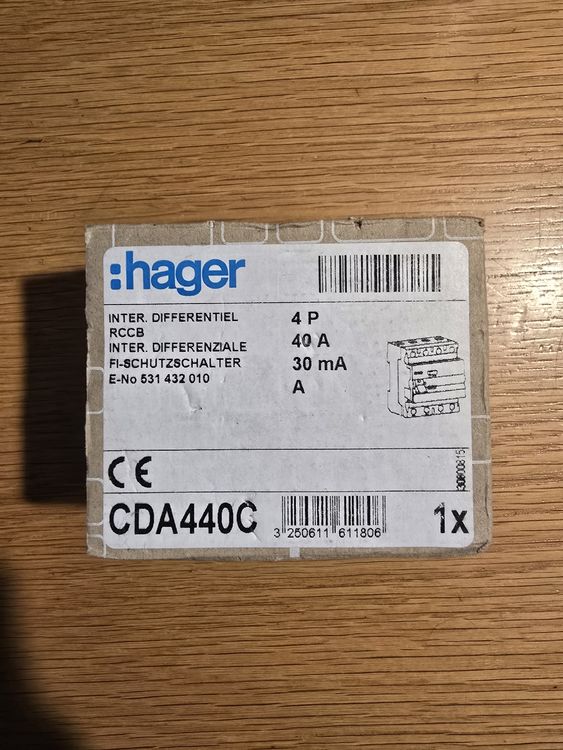 :hager
INTER. DIFFERENTIEL
RCCB
INTER. DIFFERENZIALE
FI-SCHUTZSCHALTER
E-No 531 432 010
4 P
40 A
30 mA
A
CE
CDA440C
3 250611 611806
1x